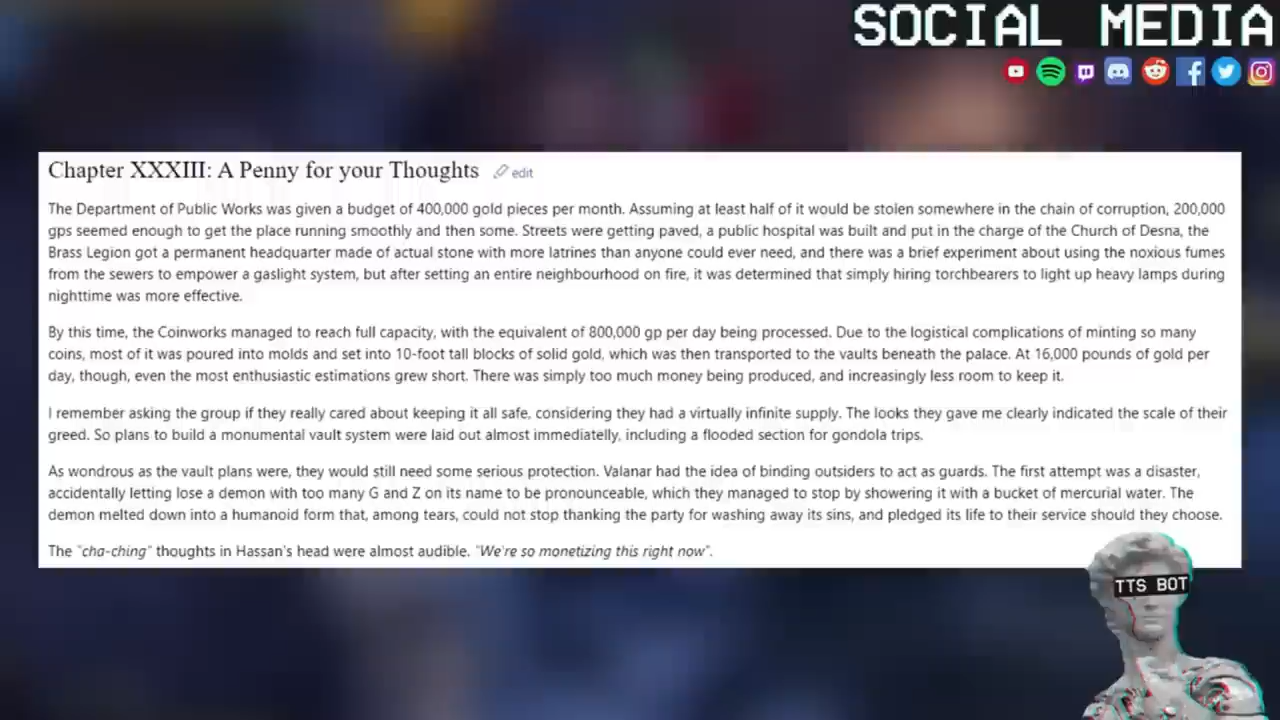 SOCIAL MEDIA
Chapter XXXIII: A Penny for your Thoughts edit
The Department of Public Works was given a budget of 400,000 gold pieces per month. Assuming at least half of it would be stolen somewhere in the chain of corruption, 200,000
gps seemed enough to get the place running smoothly and then some. Streets were getting paved, a public hospital was built and put in the charge of the Church of Desna, the
Brass Legion got a permanent headquarter made of actual stone with more latrines than anyone could ever need, and there was a brief experiment about using the noxious fumes
from the sewers to empower a gaslight system, but after setting an entire neighbourhood on fire, it was determined that simply hiring torchbearers to light up heavy lamps during
nighttime was more effective.
By this time, the Coinworks managed to reach full capacity, with the equivalent of 800,000 gp per day being processed. Due to the logistical complications of minting so many
coins, most of it was poured into molds and set into 10-foot tall blocks of solid gold, which was then transported to the vaults beneath the palace. At 16,000 pounds of gold per
day, though, even the most enthusiastic estimations grew short. There was simply too much money being produced, and increasingly less room to keep it.
I remember asking the group if they really cared about keeping it all safe, considering they had a virtually infinite supply. The looks they gave me clearly indicated the scale of their
greed. So plans to build a monumental vault system were laid out almost immediatelly, including a flooded section for gondola trips.
As wondrous as the vault plans were, they would still need some serious protection. Valanar had the idea of binding outsiders to act as guards. The first attempt was a disaster,
accidentally letting lose a demon with too many G and Z on its name to be pronounceable, which they managed to stop by showering it with a bucket of mercurial water. The
demon melted down into a humanoid form that, among tears, could not stop thanking the party for washing away its sins, and pledged its life to their service should they choose.
The "cha-ching" thoughts in Hassan's head were almost audible. "We're so monetizing this right now".
TTS BOT